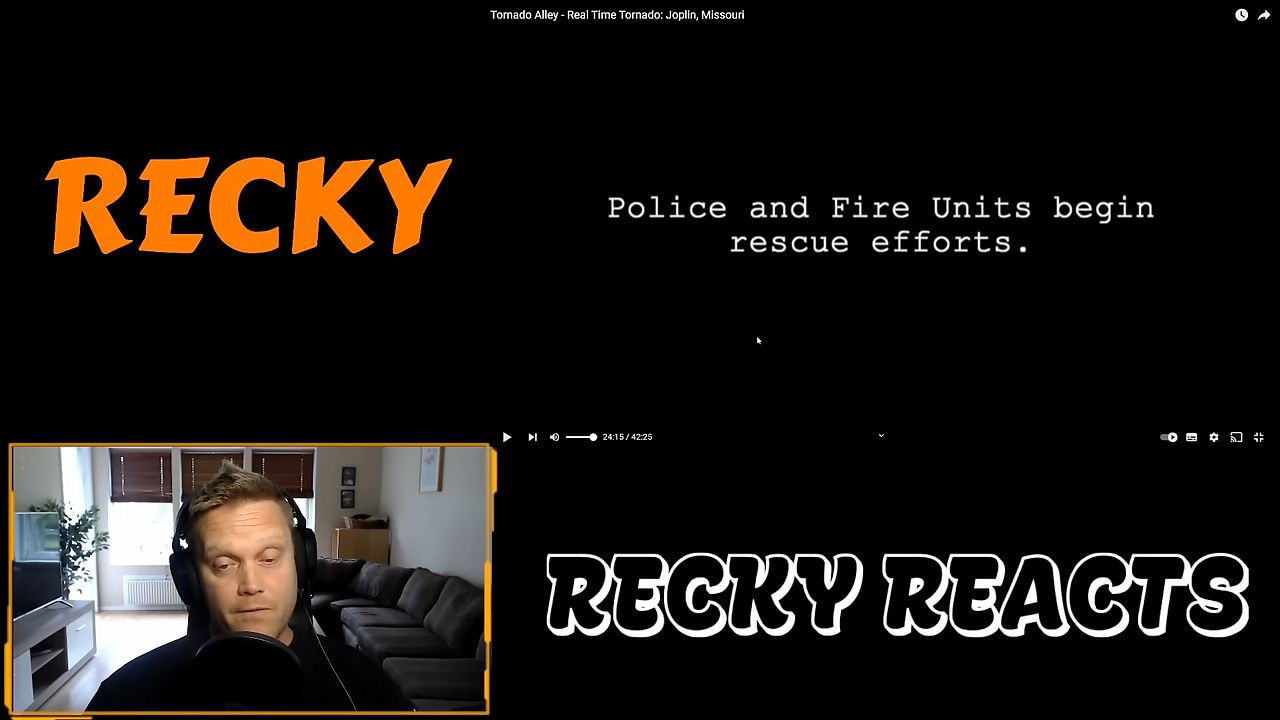 Tornado Alley - Real Time Tornado: Joplin, Missouri
RECKY
Police and Fire Units begin
rescue efforts.
24:15 / 42:25
RECKY REACTS